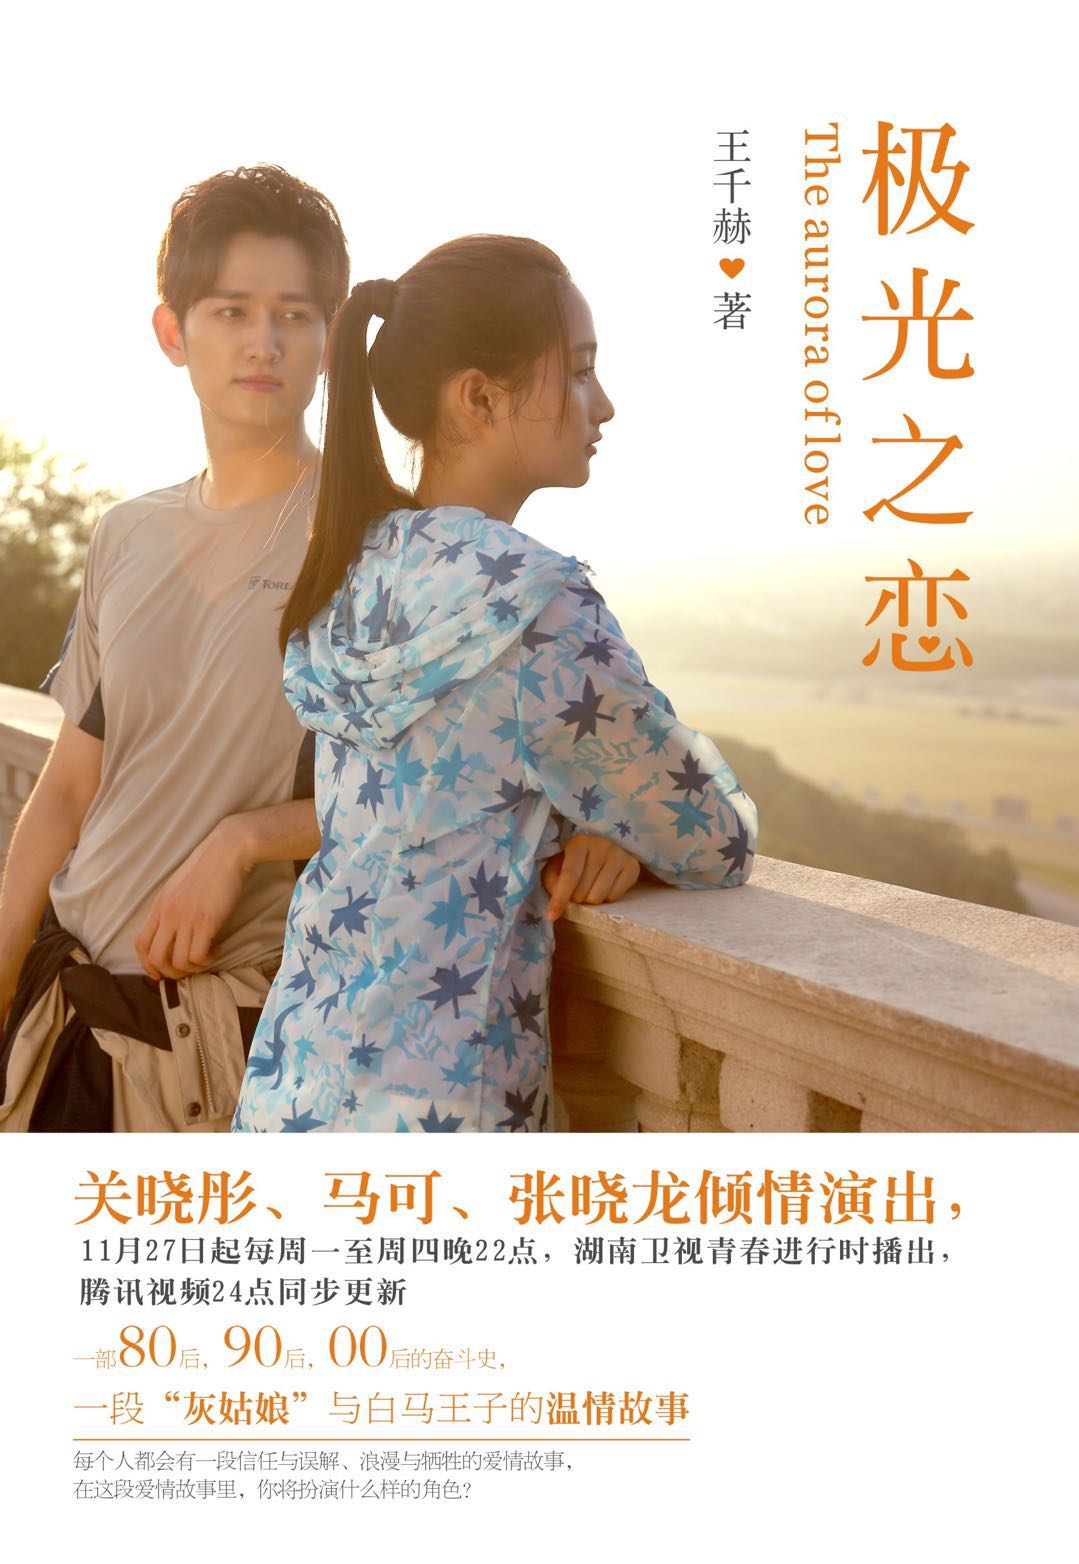 极光之恋
The aurora of love
王千赫♥著
TORE
关晓彤、马可、张晓龙倾情演出，
11月27日起每周一至周四晚22点，湖南卫视青春进行时播出，
腾讯视频24点同步更新
一部80后，90后，00后的奋斗史，
一段“灰姑娘”与白马王子的温情故事
每个人都会有一段信任与误解、浪漫与牺牲的爱情故事，
在这段爱情故事里，你将扮演什么样的角色？